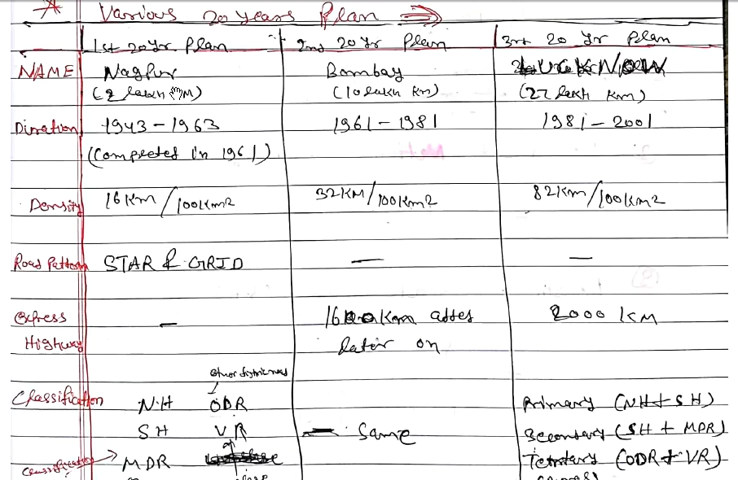 Various 20 years Plan
1st 20 yr. Plan 2nd 20 Yr Plan 3rd 20 Yr Plan
NAME Nagpur Bombay LUCKNOW
(2 lakh KM) (10 lakh km) (27 lakh km)
Duration 1943-1963 1961-1981 1981-2001
(Completed in 1961)
Density 16 Km/100Km2 32KM/100Km2 82Km/100Km2
Road Pattern STAR & GRID — —
Express — 1600 km added 2000 KM
Highway later on
other district road
Classification N.H ODR Primary (NH + SH)
SH VR — Same Secondary (SH + MDR)
Classification MDR Tertiary (ODR + VR)